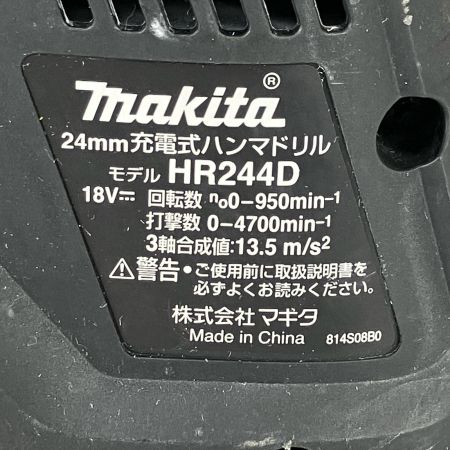 makita®
24mm充電式ハンマドリル
モデル HR244D
18V⎓ 回転数 n₀0-950min-¹
打撃数 0-4700min-¹
3軸合成値:13.5 m/s²
⚠警告・ご使用前に取扱説明書を
必ずよくお読みください。
株式会社マキタ
Made in China 814S08B0